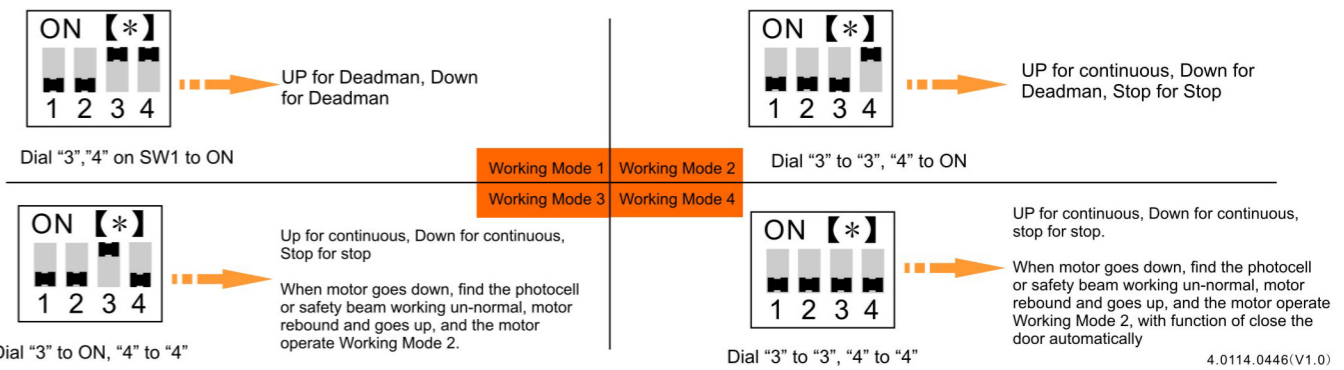 ON 【*】
1 2 3 4
UP for Deadman, Down
for Deadman
Dial “3”,“4” on SW1 to ON
ON 【*】
1 2 3 4
UP for continuous, Down for
Deadman, Stop for Stop
Dial “3” to “3”, “4” to ON
Working Mode 1
Working Mode 2
Working Mode 3
Working Mode 4
ON 【*】
1 2 3 4
Up for continuous, Down for continuous,
Stop for stop
When motor goes down, find the photocell
or safety beam working un-normal, motor
rebound and goes up, and the motor
operate Working Mode 2.
Dial “3” to ON, “4” to “4”
ON 【*】
1 2 3 4
UP for continuous, Down for continuous,
stop for stop.
When motor goes down, find the photocell
or safety beam working un-normal, motor
rebound and goes up, and the motor operate
Working Mode 2, with function of close the
door automatically
Dial “3” to “3”, “4” to “4”
4.0114.0446(V1.0)